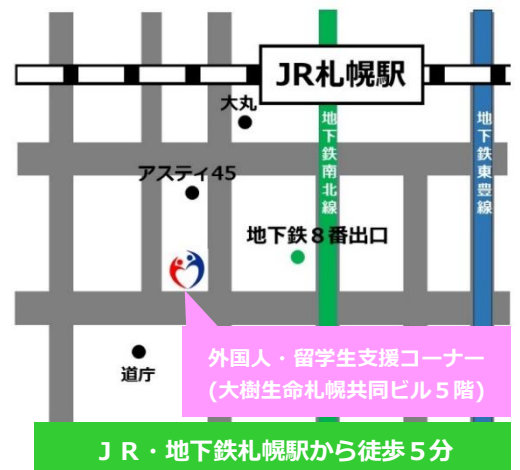 JR札幌駅
大丸
地下鉄南北線
地下鉄東豊線
アスティ45
地下鉄８番出口
外国人・留学生支援コーナー
(大樹生命札幌共同ビル５階)
道庁
ＪＲ・地下鉄札幌駅から徒歩５分